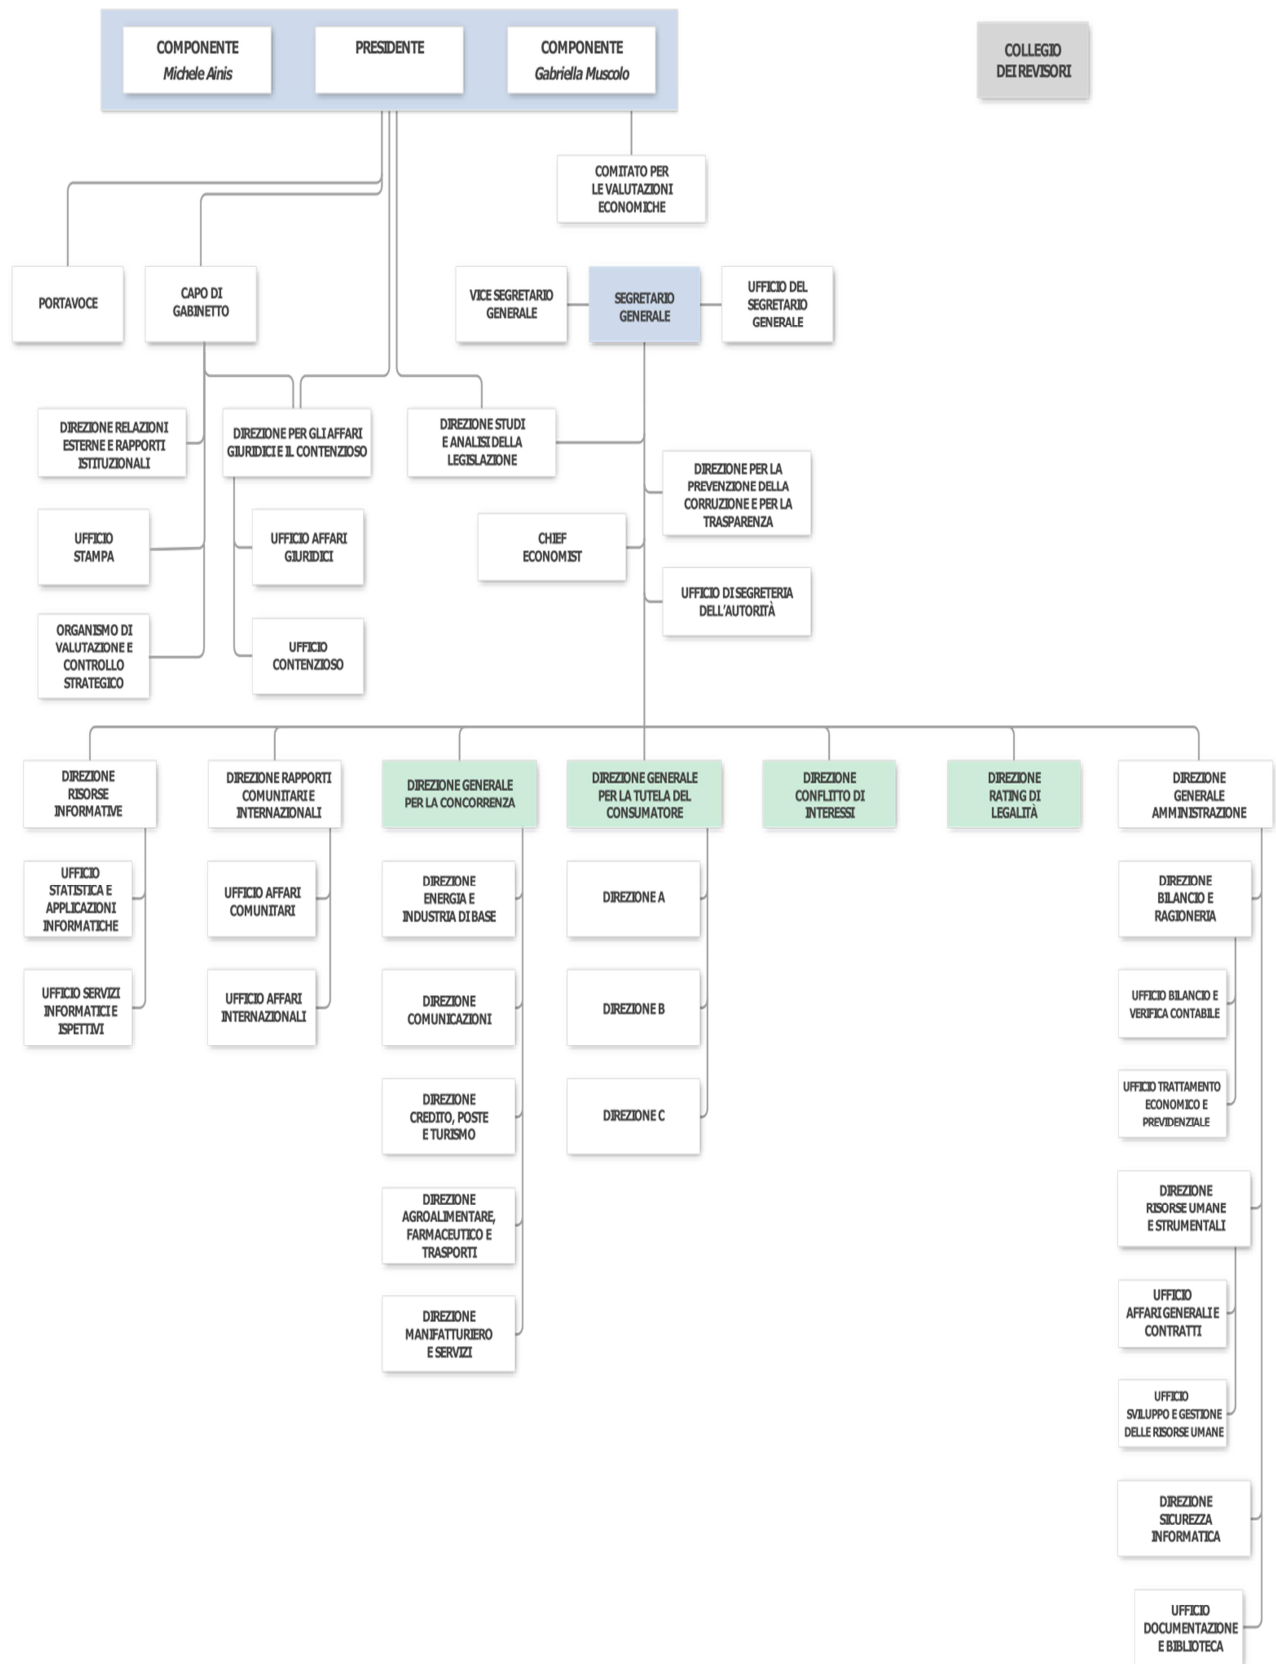 COMPONENTE
Michele Ainis
PRESIDENTE
COMPONENTE
Gabriella Muscolo
COLLEGIO
DEI REVISORI
COMITATO PER
LE VALUTAZIONI
ECONOMICHE
PORTAVOCE
CAPO DI
GABINETTO
VICE SEGRETARIO
GENERALE
SEGRETARIO
GENERALE
UFFICIO DEL
SEGRETARIO
GENERALE
DIREZIONE RELAZIONI
ESTERNE E RAPPORTI
ISTITUZIONALI
DIREZIONE PER GLI AFFARI
GIURIDICI E IL CONTENZIOSO
DIREZIONE STUDI
E ANALISI DELLA
LEGISLAZIONE
DIREZIONE PER LA
PREVENZIONE DELLA
CORRUZIONE E PER LA
TRASPARENZA
UFFICIO
STAMPA
UFFICIO AFFARI
GIURIDICI
CHIEF
ECONOMIST
UFFICIO DI SEGRETERIA
DELL'AUTORITÀ
ORGANISMO DI
VALUTAZIONE E
CONTROLLO
STRATEGICO
UFFICIO
CONTENZIOSO
DIREZIONE
RISORSE
INFORMATIVE
DIREZIONE RAPPORTI
COMUNITARI E
INTERNAZIONALI
DIREZIONE GENERALE
PER LA CONCORRENZA
DIREZIONE GENERALE
PER LA TUTELA DEL
CONSUMATORE
DIREZIONE
CONFLITTO DI
INTERESSI
DIREZIONE
RATING DI
LEGALITÀ
DIREZIONE
GENERALE
AMMINISTRAZIONE
UFFICIO
STATISTICA E
APPLICAZIONI
INFORMATICHE
UFFICIO AFFARI
COMUNITARI
DIREZIONE
ENERGIA E
INDUSTRIA DI BASE
DIREZIONE A
DIREZIONE
BILANCIO E
RAGIONERIA
UFFICIO SERVIZI
INFORMATICI E
ISPETTIVI
UFFICIO AFFARI
INTERNAZIONALI
DIREZIONE
COMUNICAZIONI
DIREZIONE B
UFFICIO BILANCIO E
VERIFICA CONTABILE
DIREZIONE
CREDITO, POSTE
E TURISMO
DIREZIONE C
UFFICIO TRATTAMENTO
ECONOMICO E
PREVIDENZIALE
DIREZIONE
AGROALIMENTARE,
FARMACEUTICO E
TRASPORTI
DIREZIONE
RISORSE UMANE
E STRUMENTALI
DIREZIONE
MANIFATTURIERO
E SERVIZI
UFFICIO
AFFARI GENERALI E
CONTRATTI
UFFICIO
SVILUPPO E GESTIONE
DELLE RISORSE UMANE
DIREZIONE
SICUREZZA
INFORMATICA
UFFICIO
DOCUMENTAZIONE
E BIBLIOTECA